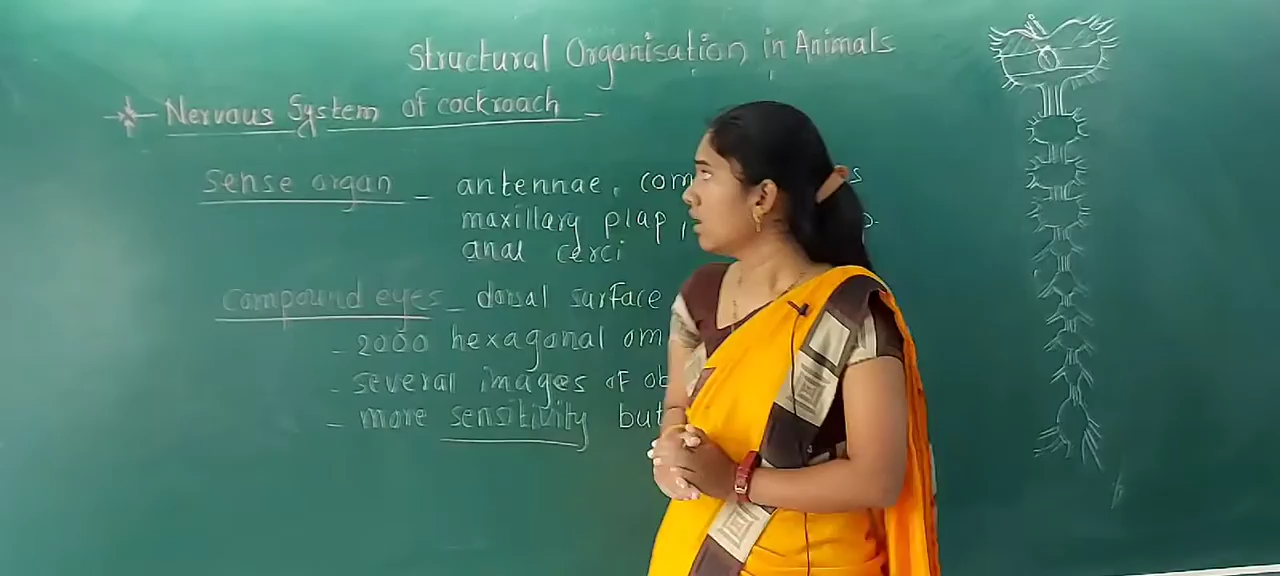 Structural Organisation in Animals
Nervous System of cockroach -
Sense organ - antennae, com s
maxillary plap, p.
anal cerci
compound eyes - dorsal surface
- 2000 hexagonal om
- several images of ob
- more sensitivity but